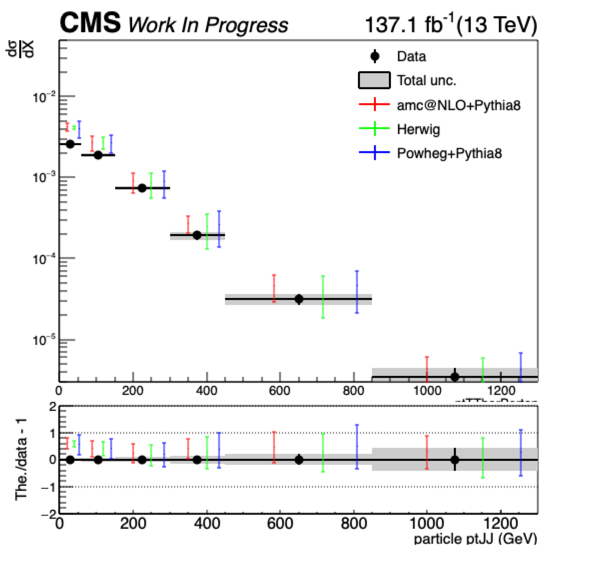 CMS Work In Progress 137.1 fb⁻¹(13 TeV)
dσ
dX
Data
Total unc.
amc@NLO+Pythia8
Herwig
Powheg+Pythia8
10⁻²
10⁻³
10⁻⁴
10⁻⁵
0 200 400 600 800 1000 1200
The./data - 1
2
1
0
−1
−2
0 200 400 600 800 1000 1200
particle ptJJ (GeV)